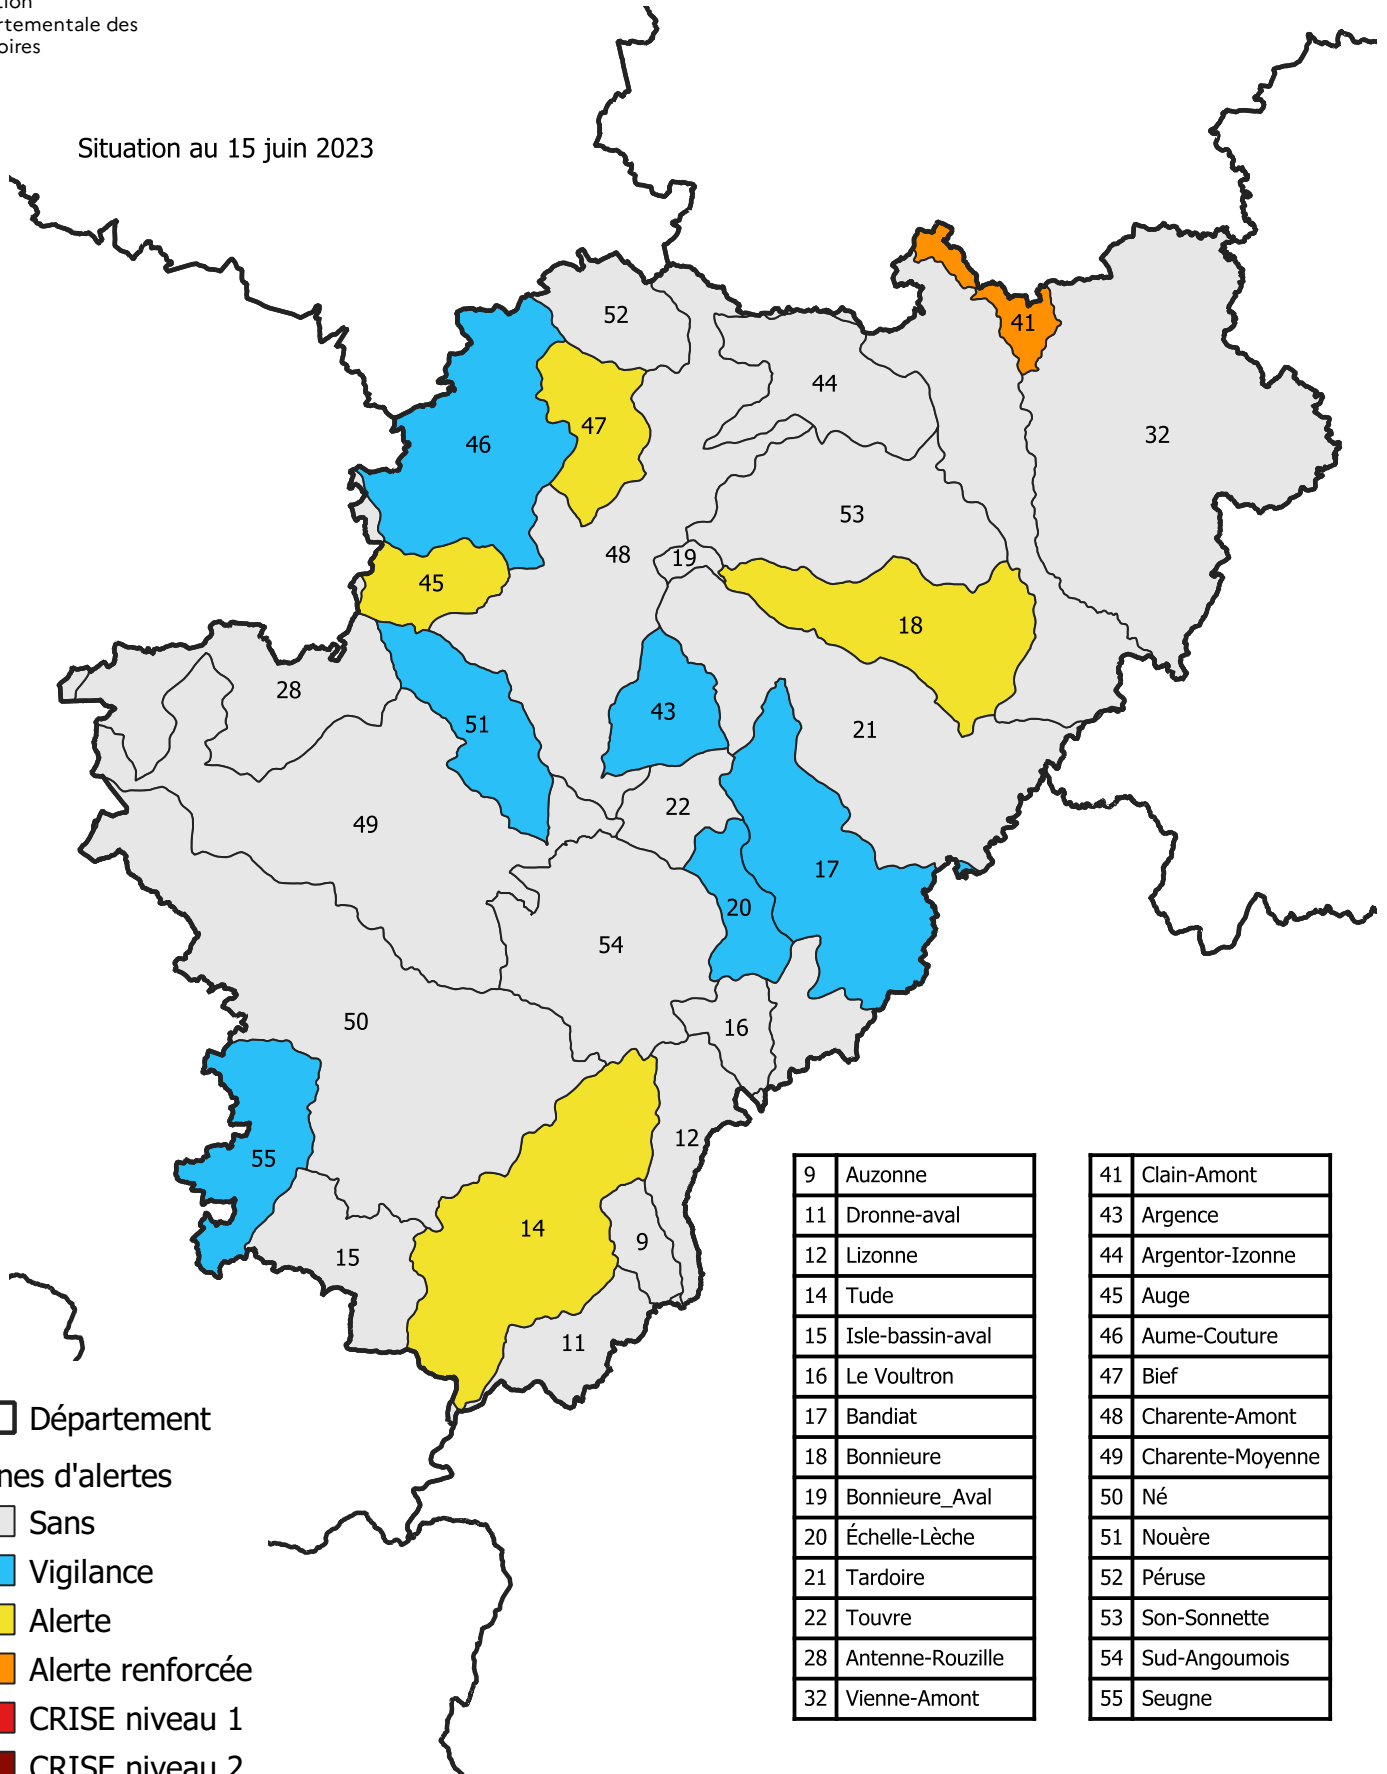 tion
rtementale des
oires
Situation au 15 juin 2023
52
41
44
47
46
32
53
48
19
45
18
28
43
51
21
22
49
17
20
54
50
16
12
55
14
9
15
11
9 Auzonne
11 Dronne-aval
12 Lizonne
14 Tude
15 Isle-bassin-aval
16 Le Voultron
17 Bandiat
18 Bonnieure
19 Bonnieure_Aval
20 Échelle-Lèche
21 Tardoire
22 Touvre
28 Antenne-Rouzille
32 Vienne-Amont
41 Clain-Amont
43 Argence
44 Argentor-Izonne
45 Auge
46 Aume-Couture
47 Bief
48 Charente-Amont
49 Charente-Moyenne
50 Né
51 Nouère
52 Péruse
53 Son-Sonnette
54 Sud-Angoumois
55 Seugne
Département
nes d'alertes
Sans
Vigilance
Alerte
Alerte renforcée
CRISE niveau 1
CRISE niveau 2